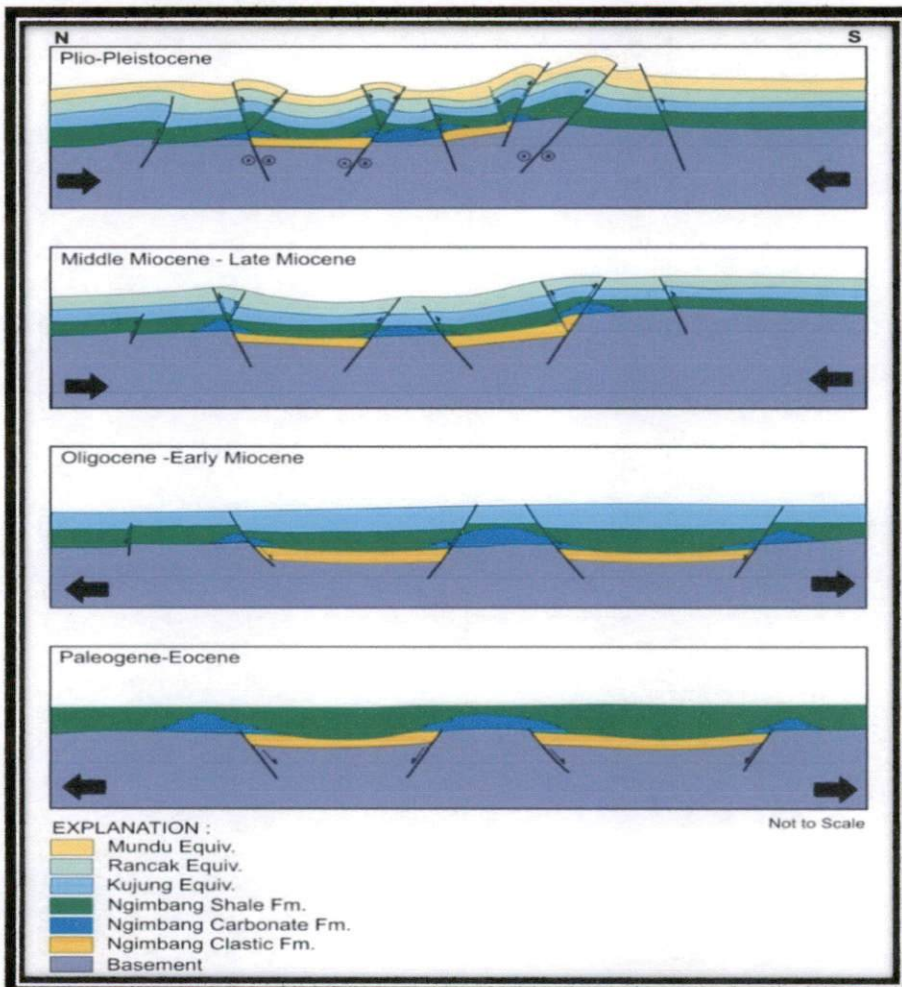 N S
Plio-Pleistocene
Middle Miocene - Late Miocene
Oligocene -Early Miocene
Paleogene-Eocene
Not to Scale
EXPLANATION :
Mundu Equiv.
Rancak Equiv.
Kujung Equiv.
Ngimbang Shale Fm.
Ngimbang Carbonate Fm.
Ngimbang Clastic Fm.
Basement